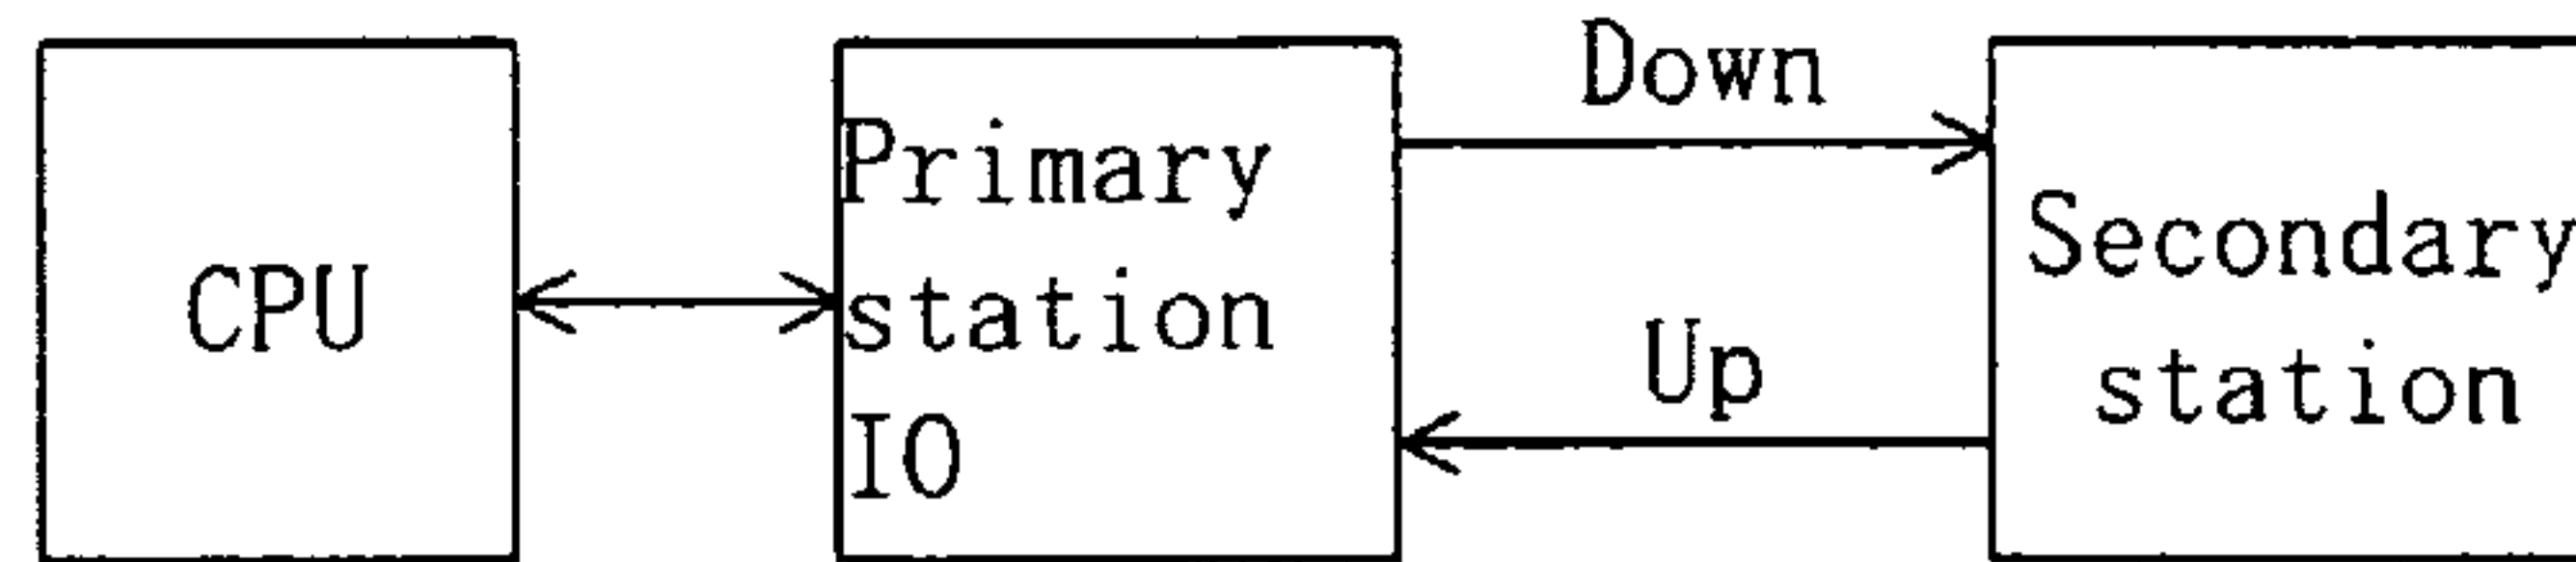 CPU
Primary
station
IO
Down
Up
Secondary
station